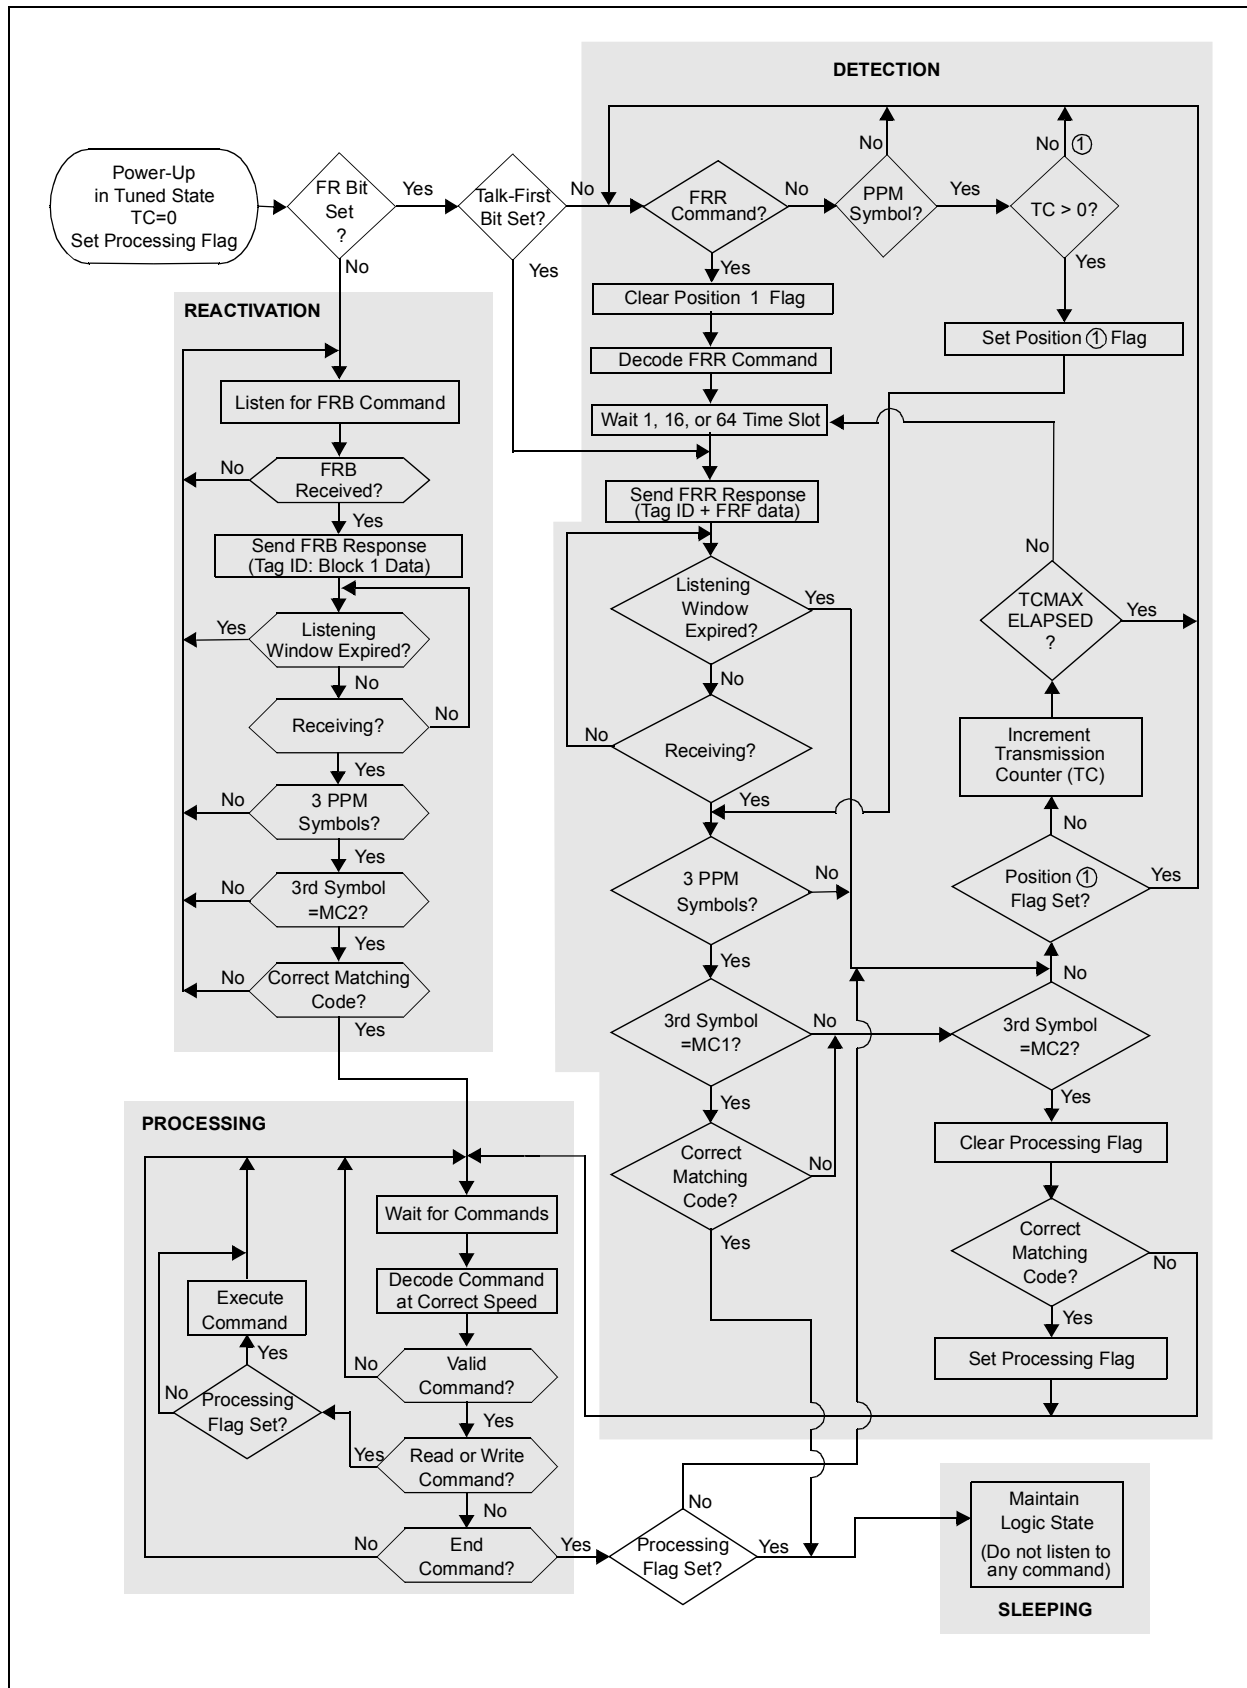 DETECTION
Power-Up
in Tuned State
TC=0
Set Processing Flag
FR Bit
Set
?
Yes
No
Talk-First
Bit Set?
No
Yes
FRR
Command?
No
Yes
PPM
Symbol?
No
Yes
TC > 0?
No ①
Yes
Clear Position 1 Flag
Decode FRR Command
Wait 1, 16, or 64 Time Slot
Set Position ① Flag
Send FRR Response
(Tag ID + FRF data)
Listening
Window
Expired?
Yes
No
Receiving?
No
Yes
3 PPM
Symbols?
No
Yes
3rd Symbol
=MC1?
No
Yes
Correct
Matching
Code?
No
Yes
No
TCMAX
ELAPSED
?
Yes
Increment
Transmission
Counter (TC)
No
Position ①
Flag Set?
Yes
No
3rd Symbol
=MC2?
Yes
Clear Processing Flag
Correct
Matching
Code?
No
Yes
Set Processing Flag
REACTIVATION
Listen for FRB Command
FRB
Received?
No
Yes
Send FRB Response
(Tag ID: Block 1 Data)
Listening
Window Expired?
Yes
No
Receiving?
No
Yes
3 PPM
Symbols?
No
Yes
3rd Symbol
=MC2?
No
Yes
Correct Matching
Code?
No
Yes
PROCESSING
Wait for Commands
Decode Command
at Correct Speed
Valid
Command?
No
Yes
Read or Write
Command?
Yes
No
Processing
Flag Set?
No
Yes
Execute
Command
End
Command?
No
Yes
Processing
Flag Set?
No
Yes
Maintain
Logic State
(Do not listen to
any command)
SLEEPING